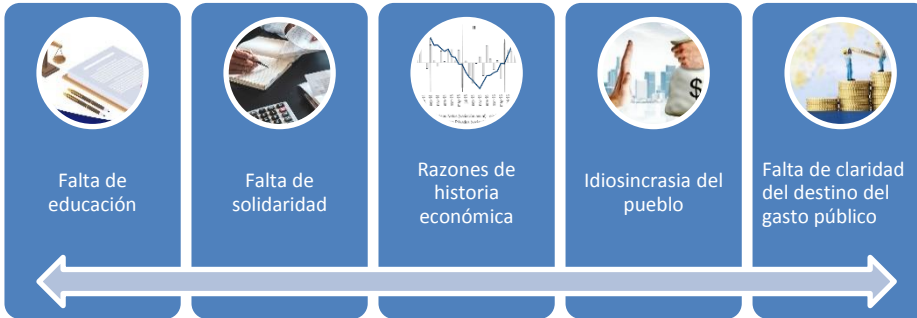 Falta de
educación
Falta de
solidaridad
Razones de
historia
económica
Idiosincrasia del
pueblo
Falta de claridad
del destino del
gasto público
$